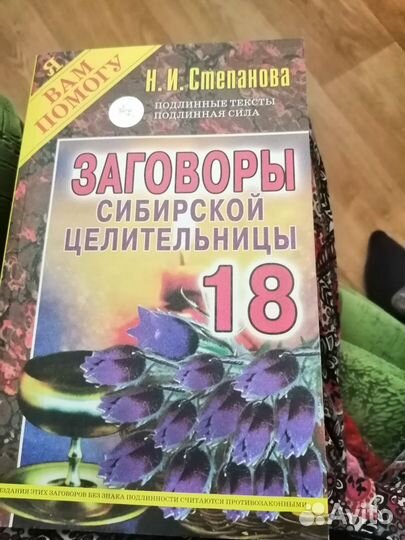 Я
ВАМ
ПОМОГУ
Н. И. Степанова
ПОДЛИННЫЕ ТЕКСТЫ
ПОДЛИННАЯ СИЛА
ЗАГОВОРЫ
СИБИРСКОЙ
ЦЕЛИТЕЛЬНИЦЫ
18
ИЗДАНИЯ ЭТИХ ЗАГОВОРОВ БЕЗ ЗНАКА ПОДЛИННОСТИ СЧИТАЮТСЯ ПРОТИВОЗАКОННЫМИ
Avito